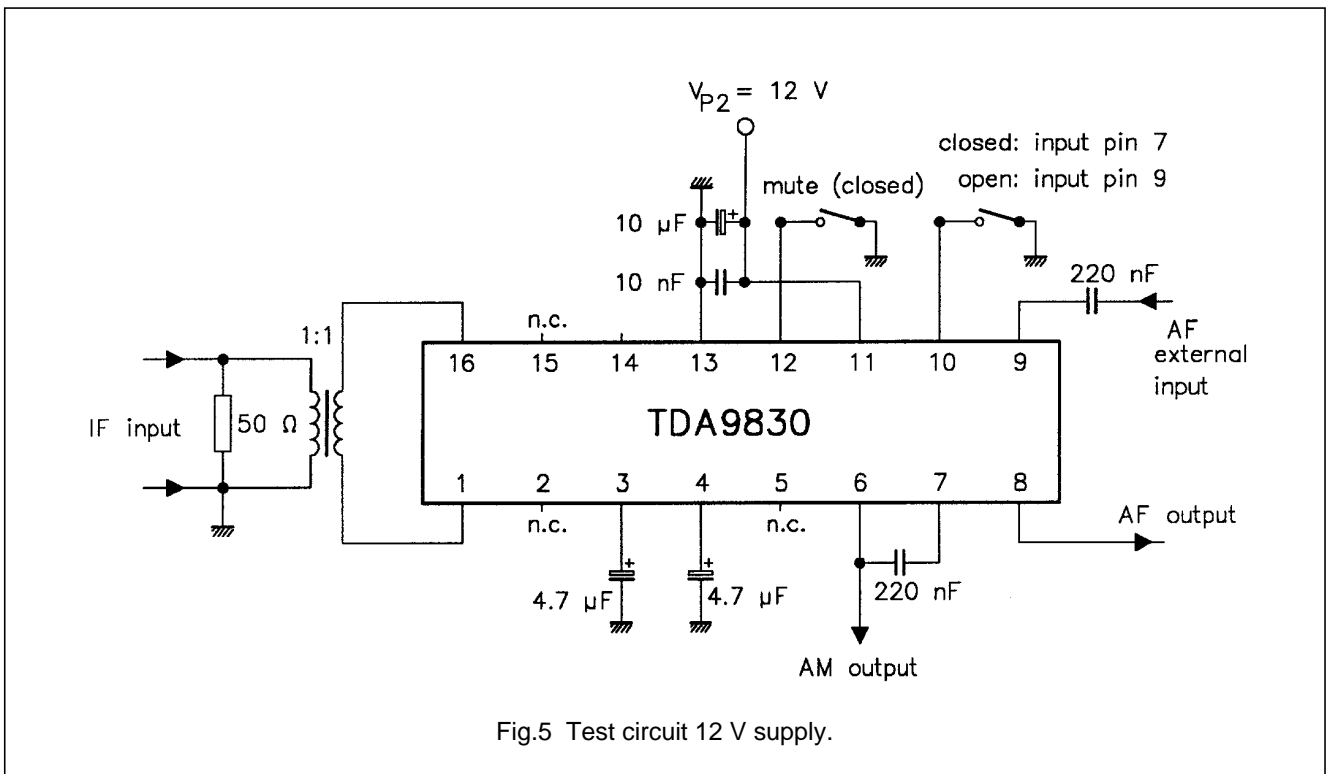 V_P2 = 12 V
closed: input pin 7
mute (closed)
open: input pin 9
10 µF
+
10 nF
220 nF
1:1
n.c.
AF
external
input
16 15 14 13 12 11 10 9
IF input
50 Ω
TDA9830
1 2 3 4 5 6 7 8
n.c.
n.c.
AF output
+
+
4.7 µF
4.7 µF
220 nF
AM output
Fig.5 Test circuit 12 V supply.